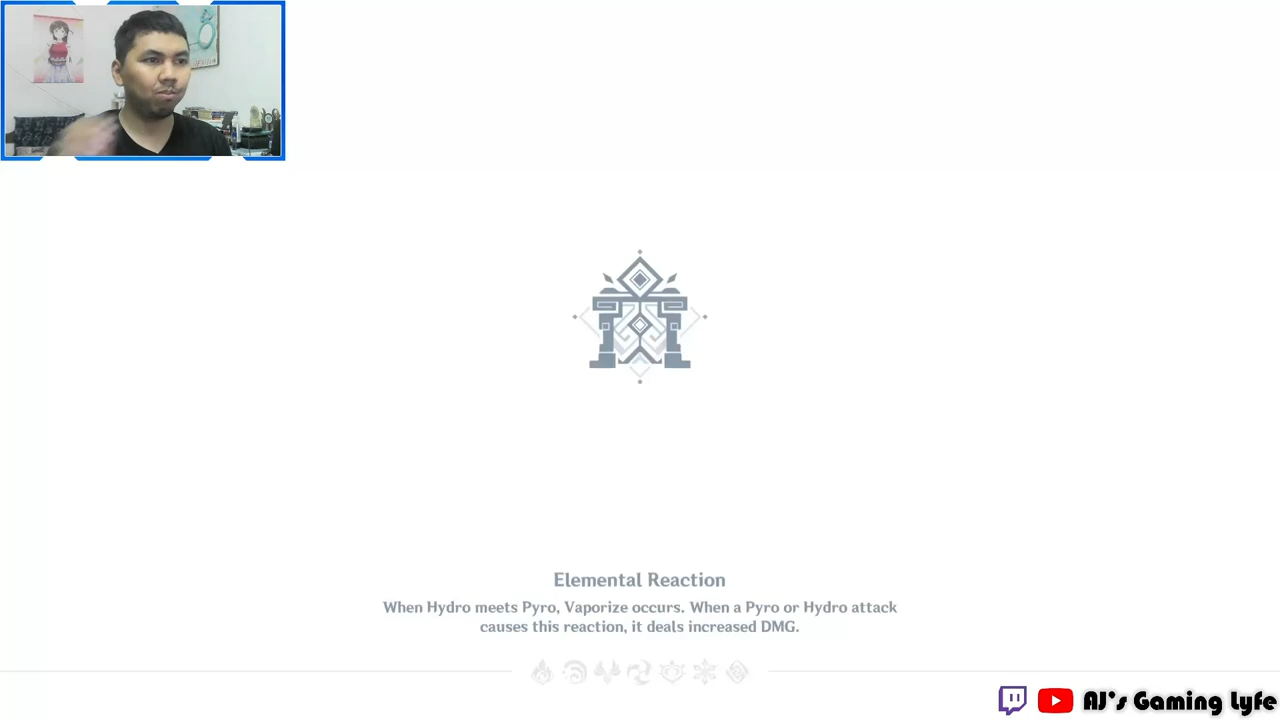 Elemental Reaction
When Hydro meets Pyro, Vaporize occurs. When a Pyro or Hydro attack
causes this reaction, it deals increased DMG.
AJ's Gaming Lyfe